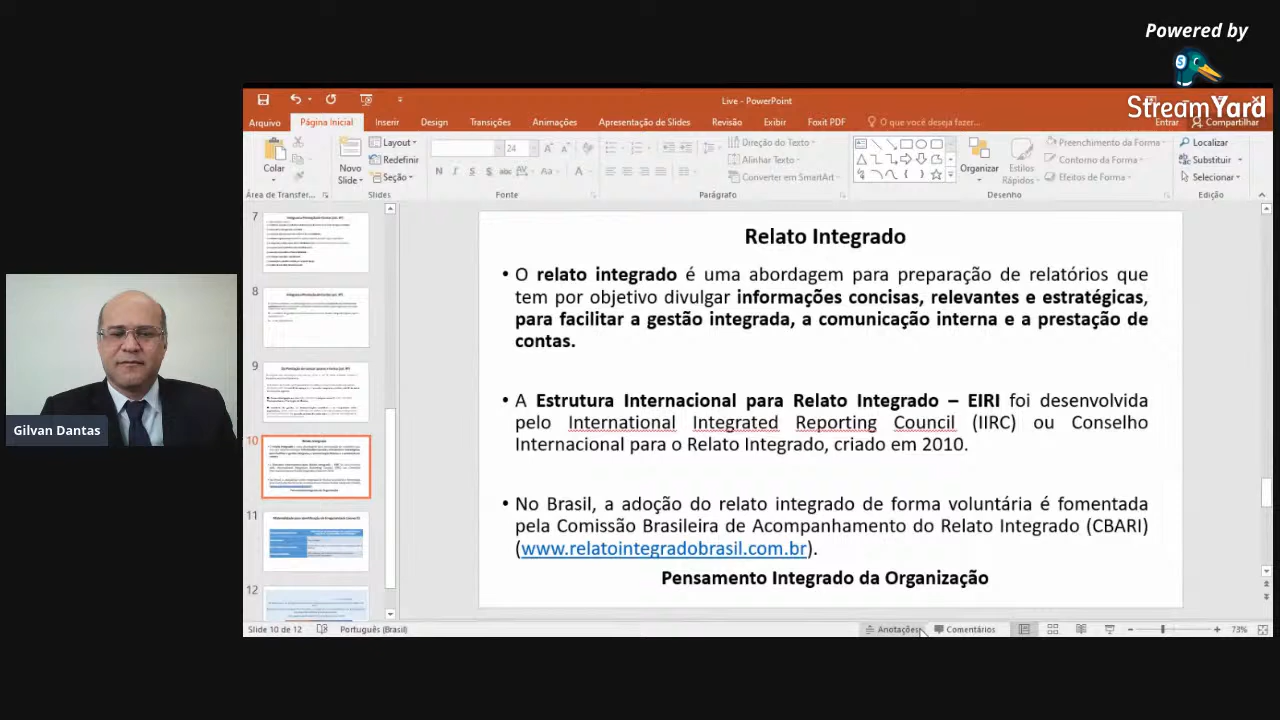 Powered by
StreamYard
Live - PowerPoint
Arquivo Página Inicial Inserir Design Transições Animações Apresentação de Slides Revisão Exibir Foxit PDF O que você deseja fazer... Entrar Compartilhar
Colar
Área de Transfer...
Novo
Slide
Layout
Redefinir
Seção
Slides
24
N I S S abc AV Aa A
Fonte
Direção do Texto
Alinhar Texto
Converter em SmartArt
Parágrafo
Organizar
Estilos
Rápidos
Preenchimento da Forma
Contorno da Forma
Efeitos de Forma
Desenho
Localizar
Substituir
Selecionar
Edição
7
8
9
10
11
12
Gilvan Dantas
Relato Integrado
• O relato integrado é uma abordagem para preparação de relatórios que
tem por objetivo divulgar informações concisas, relevantes e estratégicas,
para facilitar a gestão integrada, a comunicação interna e a prestação de
contas.
• A Estrutura Internacional para Relato Integrado – EIRI foi desenvolvida
pelo International Integrated Reporting Council (IIRC) ou Conselho
Internacional para o Relato Integrado, criado em 2010.
• No Brasil, a adoção do relato integrado de forma voluntária é fomentada
pela Comissão Brasileira de Acompanhamento do Relato Integrado (CBARI)
(www.relatointegradobrasil.com.br).
Pensamento Integrado da Organização
Slide 10 de 12 Português (Brasil) Anotações Comentários 73%